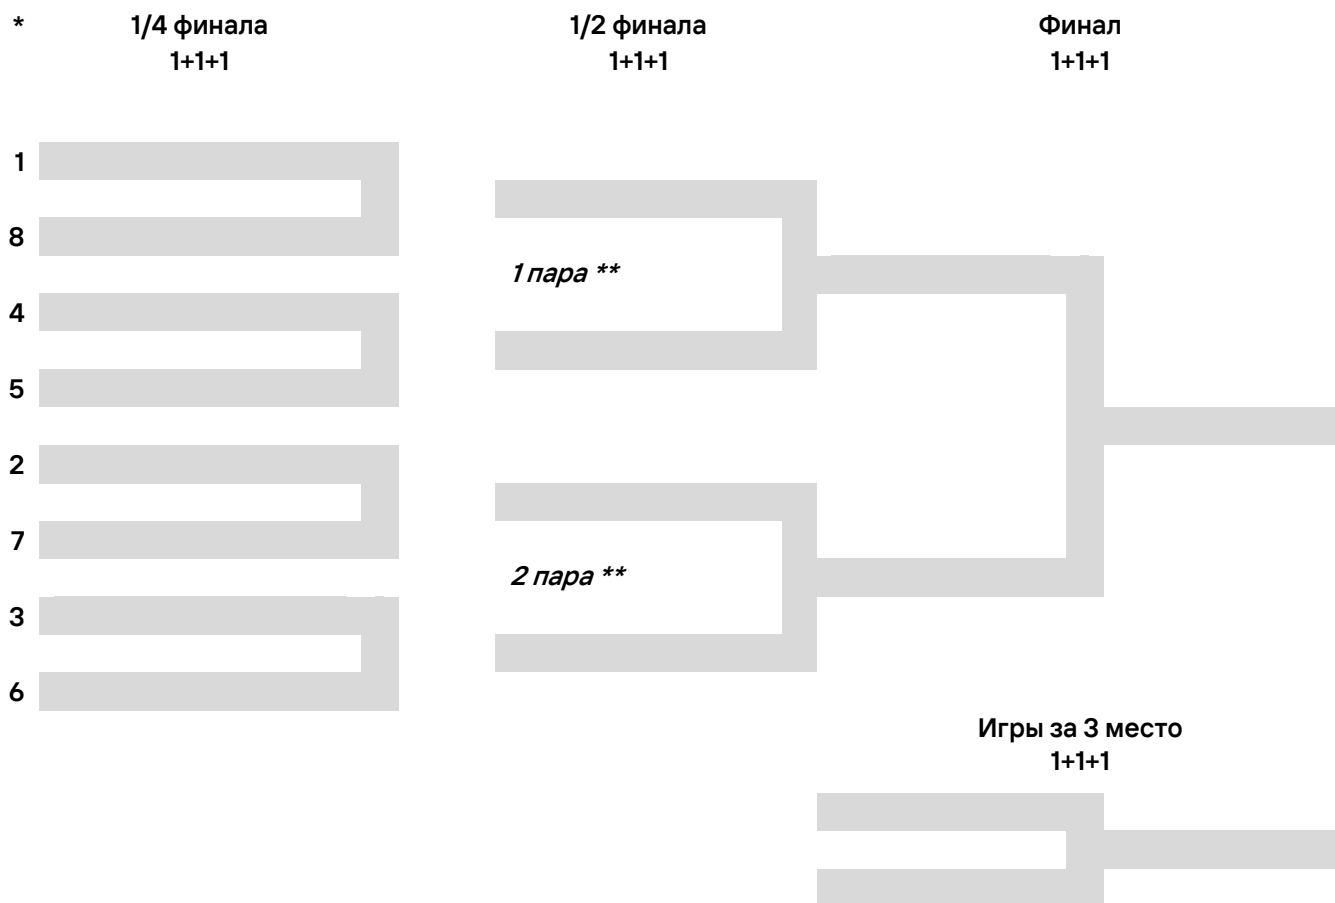 * 1/4 финала 1/2 финала Финал
1+1+1 1+1+1 1+1+1
1
8
1 пара **
4
5
2
7
2 пара **
3
6
Игры за 3 место
1+1+1